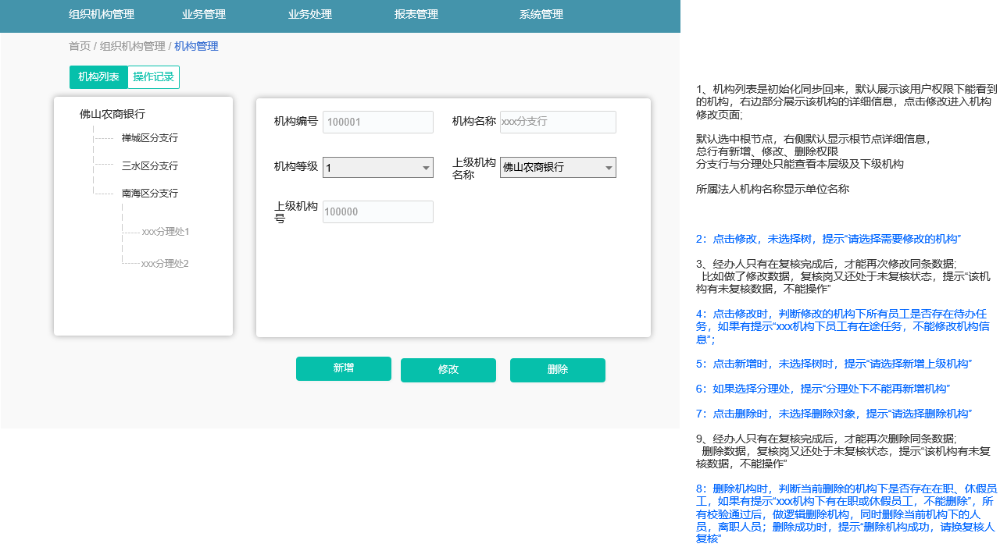 组织机构管理 业务管理 业务处理 报表管理 系统管理
首页 / 组织机构管理 / 机构管理
机构列表 操作记录
佛山农商银行
禅城区分支行
三水区分支行
南海区分支行
xxx分理处1
xxx分理处2
机构编号 100001 机构名称 xxx分支行
机构等级 1 上级机构名称 佛山农商银行
上级机构号 100000
新增 修改 删除
1、机构列表是初始化同步回来，默认展示该用户权限下能看到
的机构，右边部分展示该机构的详细信息，点击修改进入机构
修改页面;
默认选中根节点，右侧默认显示根节点详细信息，
总行有新增、修改、删除权限
分支行与分理处只能查看本层级及下级机构
所属法人机构名称显示单位名称
2：点击修改，未选择树，提示“请选择需要修改的机构”
3、经办人只有在复核完成后，才能再次修改同条数据;
比如做了修改数据，复核岗又还处于未复核状态，提示“该机
构有未复核数据，不能操作”
4：点击修改时，判断修改的机构下所有员工是否存在待办任
务，如果有提示“xxx机构下员工有在途任务，不能修改机构信
息”；
5：点击新增时，未选择树时，提示“请选择新增上级机构”
6：如果选择分理处，提示“分理处下不能再新增机构”
7：点击删除时，未选择删除对象，提示“请选择删除机构”
9、经办人只有在复核完成后，才能再次删除同条数据;
删除数据，复核岗又还处于未复核状态，提示“该机构有未复
核数据，不能操作”
8：删除机构时，判断当前删除的机构下是否存在在职、休假员
工，如果有提示“xxx机构下有在职或休假员工，不能删除”，所
有校验通过后，做逻辑删除机构，同时删除当前机构下的人
员，离职人员；删除成功时，提示“删除机构成功，请换复核人
复核”